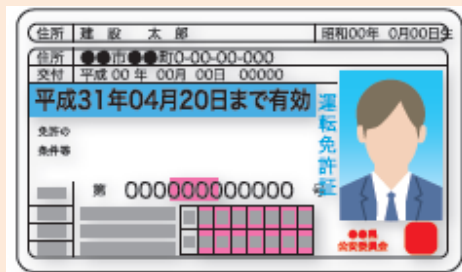 住所 建設 太郎 昭和00年 0月00日生
住所 ●●市●●町0-00-00-000
交付 平成00年 00月 00日 00000
平成31年04月20日まで有効
運転免許証
免許の
条件等
第 000000000000 号
●●県
公安委員会